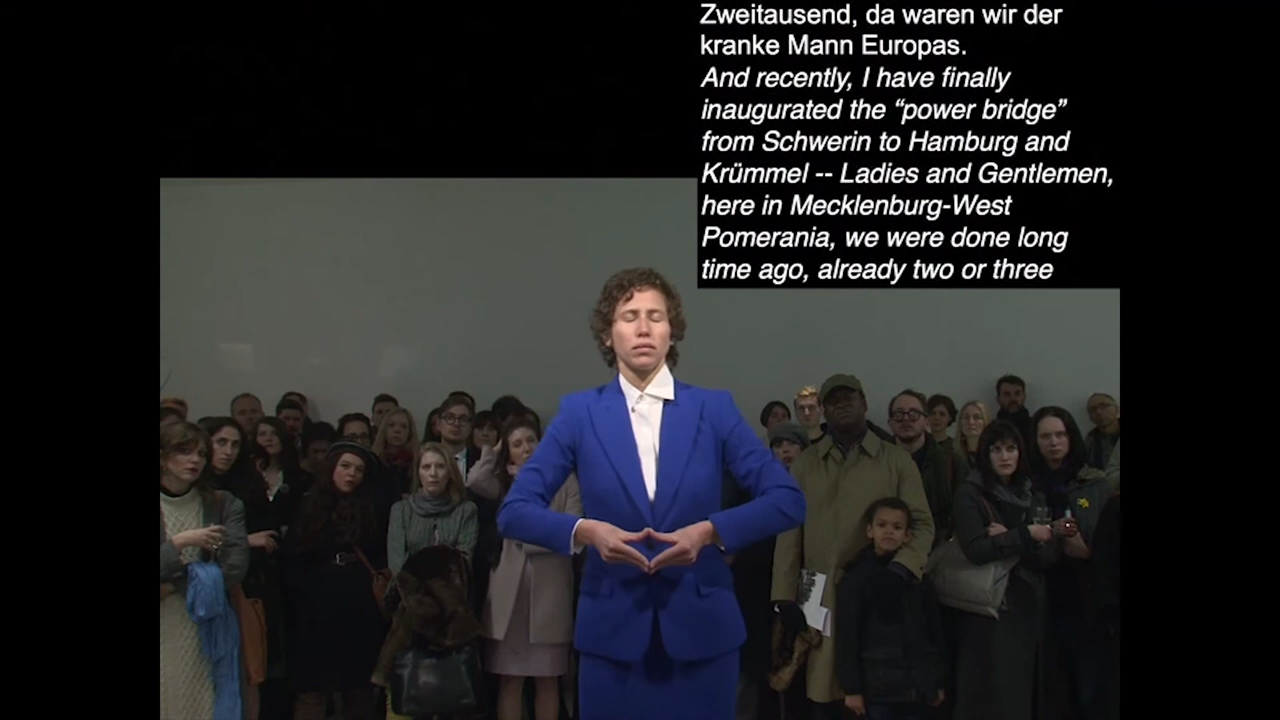 Zweitausend, da waren wir der
kranke Mann Europas.
And recently, I have finally
inaugurated the “power bridge”
from Schwerin to Hamburg and
Krümmel -- Ladies and Gentlemen,
here in Mecklenburg-West
Pomerania, we were done long
time ago, already two or three